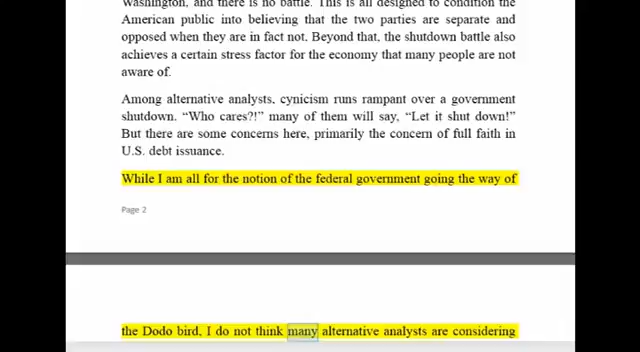 Washington, and there is no battle. This is all designed to condition the
American public into believing that the two parties are separate and
opposed when they are in fact not. Beyond that, the shutdown battle also
achieves a certain stress factor for the economy that many people are not
aware of.
Among alternative analysts, cynicism runs rampant over a government
shutdown. “Who cares?!” many of them will say, “Let it shut down!”
But there are some concerns here, primarily the concern of full faith in
U.S. debt issuance.
While I am all for the notion of the federal government going the way of
Page 2
the Dodo bird, I do not think many alternative analysts are considering